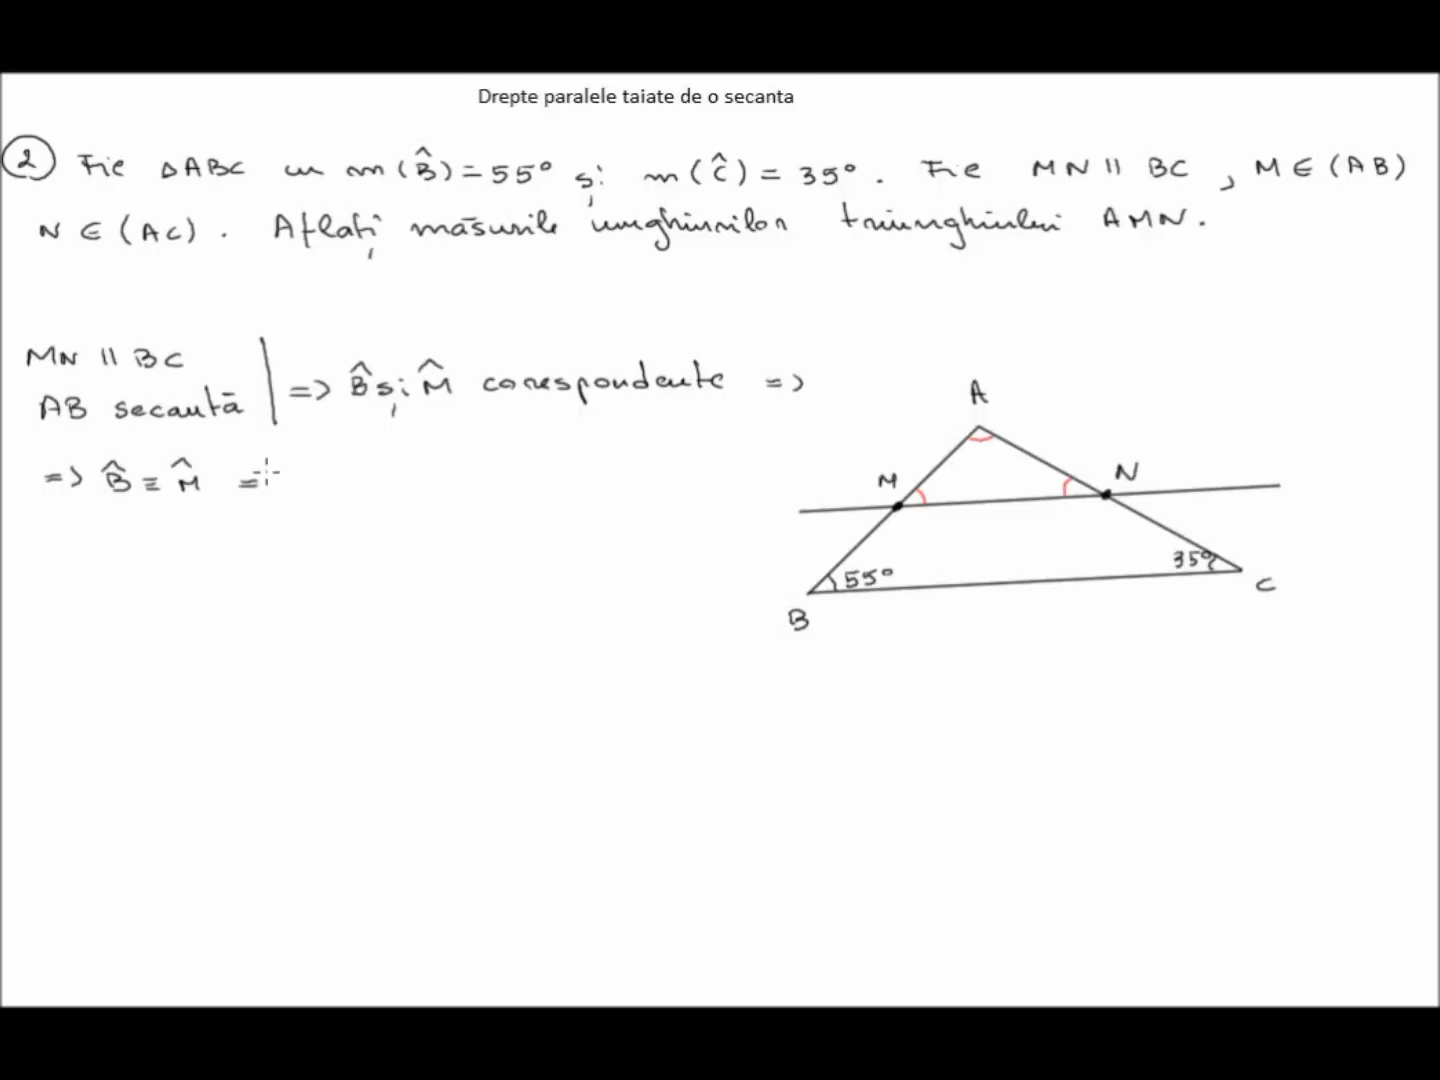 Drepte paralele taiate de o secanta
② Fie △ABC cu m(B̂)=55° și m(Ĉ)=35°. Fie MN ∥ BC, M∈(AB)
N∈(AC). Aflați măsurile unghiurilor triunghiului AMN.
MN ∥ BC
AB secantă
=> B̂ și M̂ corespondente =>
=> B̂ ≡ M̂ =
A
M
N
55°
35°
B
C